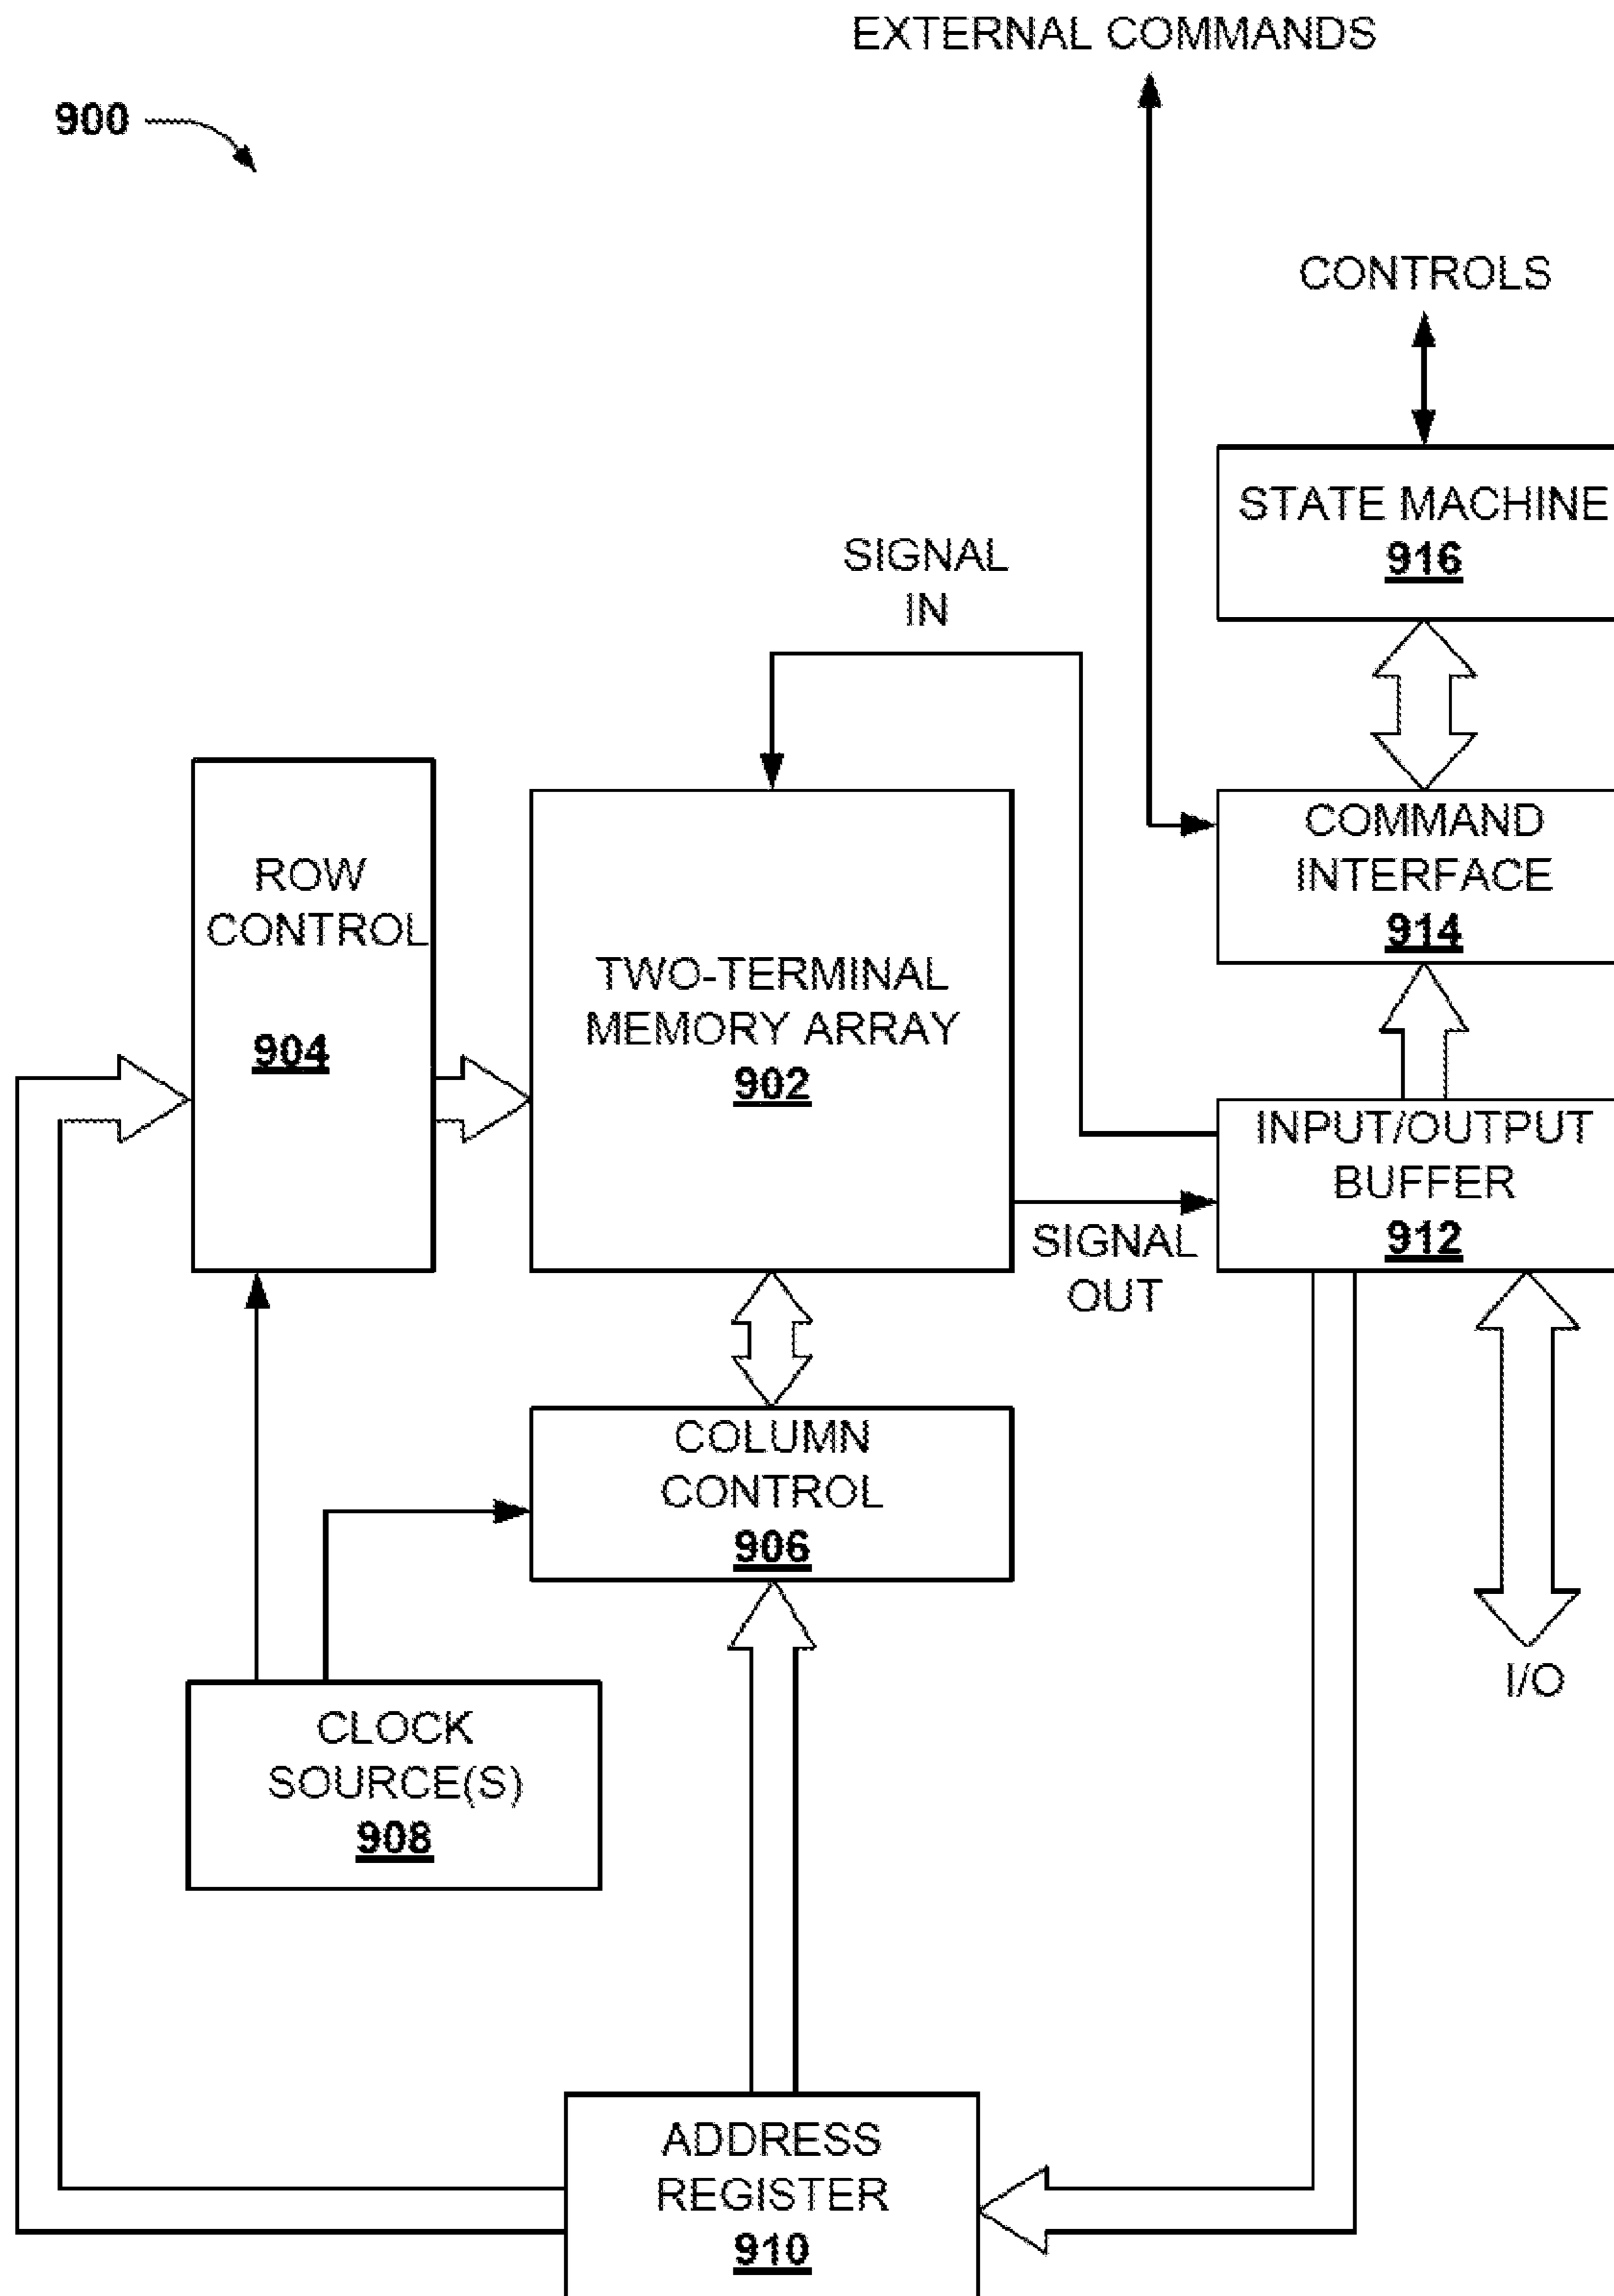 EXTERNAL COMMANDS
900
CONTROLS
STATE MACHINE
916
SIGNAL
IN
COMMAND
INTERFACE
914
ROW
CONTROL
904
TWO-TERMINAL
MEMORY ARRAY
902
INPUT/OUTPUT
BUFFER
912
SIGNAL
OUT
COLUMN
CONTROL
906
I/O
CLOCK
SOURCE(S)
908
ADDRESS
REGISTER
910